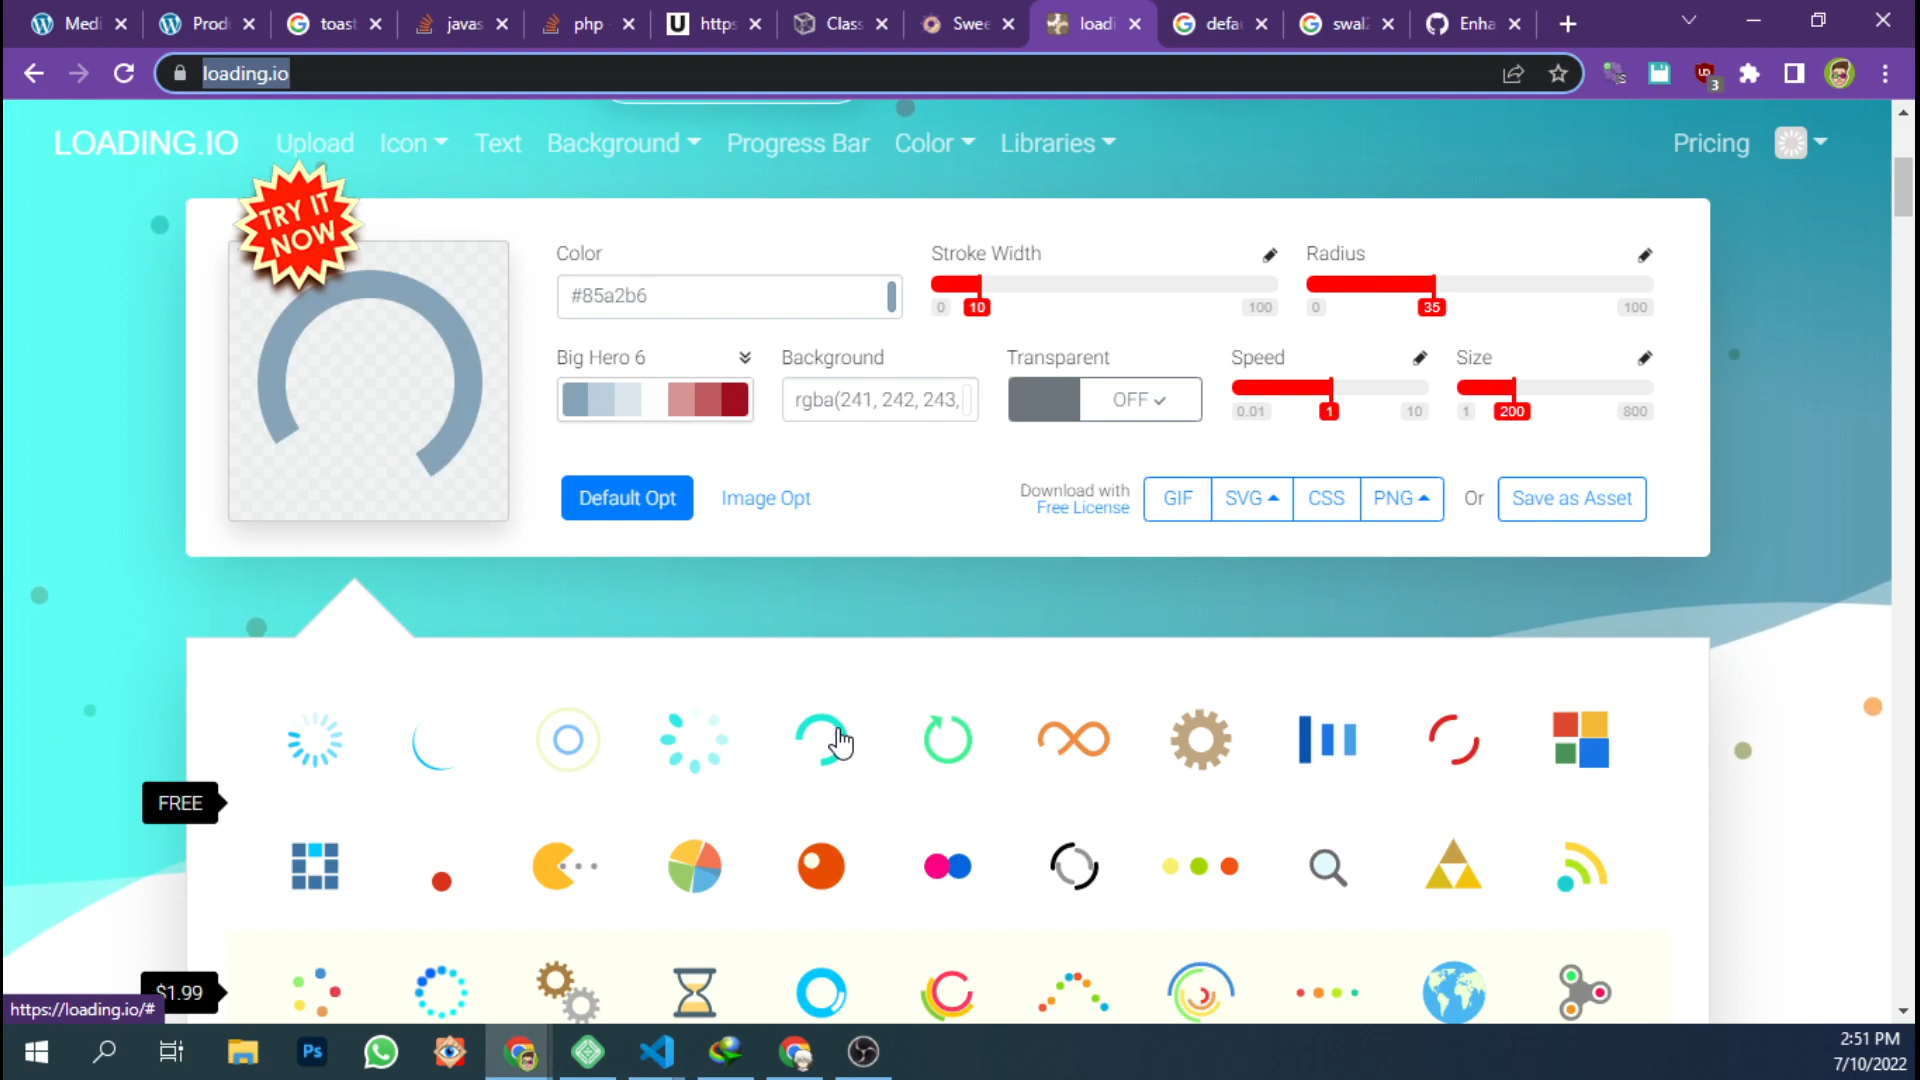 Medi
Prod
toast
javas
php
https
Class
Swee
loadi
defau
swal2
Enha
loading.io
3
LOADING.IO
Upload
Icon
Text
Background
Progress Bar
Color
Libraries
Pricing
TRY IT
NOW
Color
Stroke Width
Radius
#85a2b6
0
10
100
0
35
100
Big Hero 6
Background
Transparent
Speed
Size
rgba(241, 242, 243,
OFF
0.01
1
10
1
200
800
Default Opt
Image Opt
Download with
Free License
GIF
SVG
CSS
PNG
Or
Save as Asset
FREE
$1.99
https://loading.io/#
Ps
2:51 PM
7/10/2022